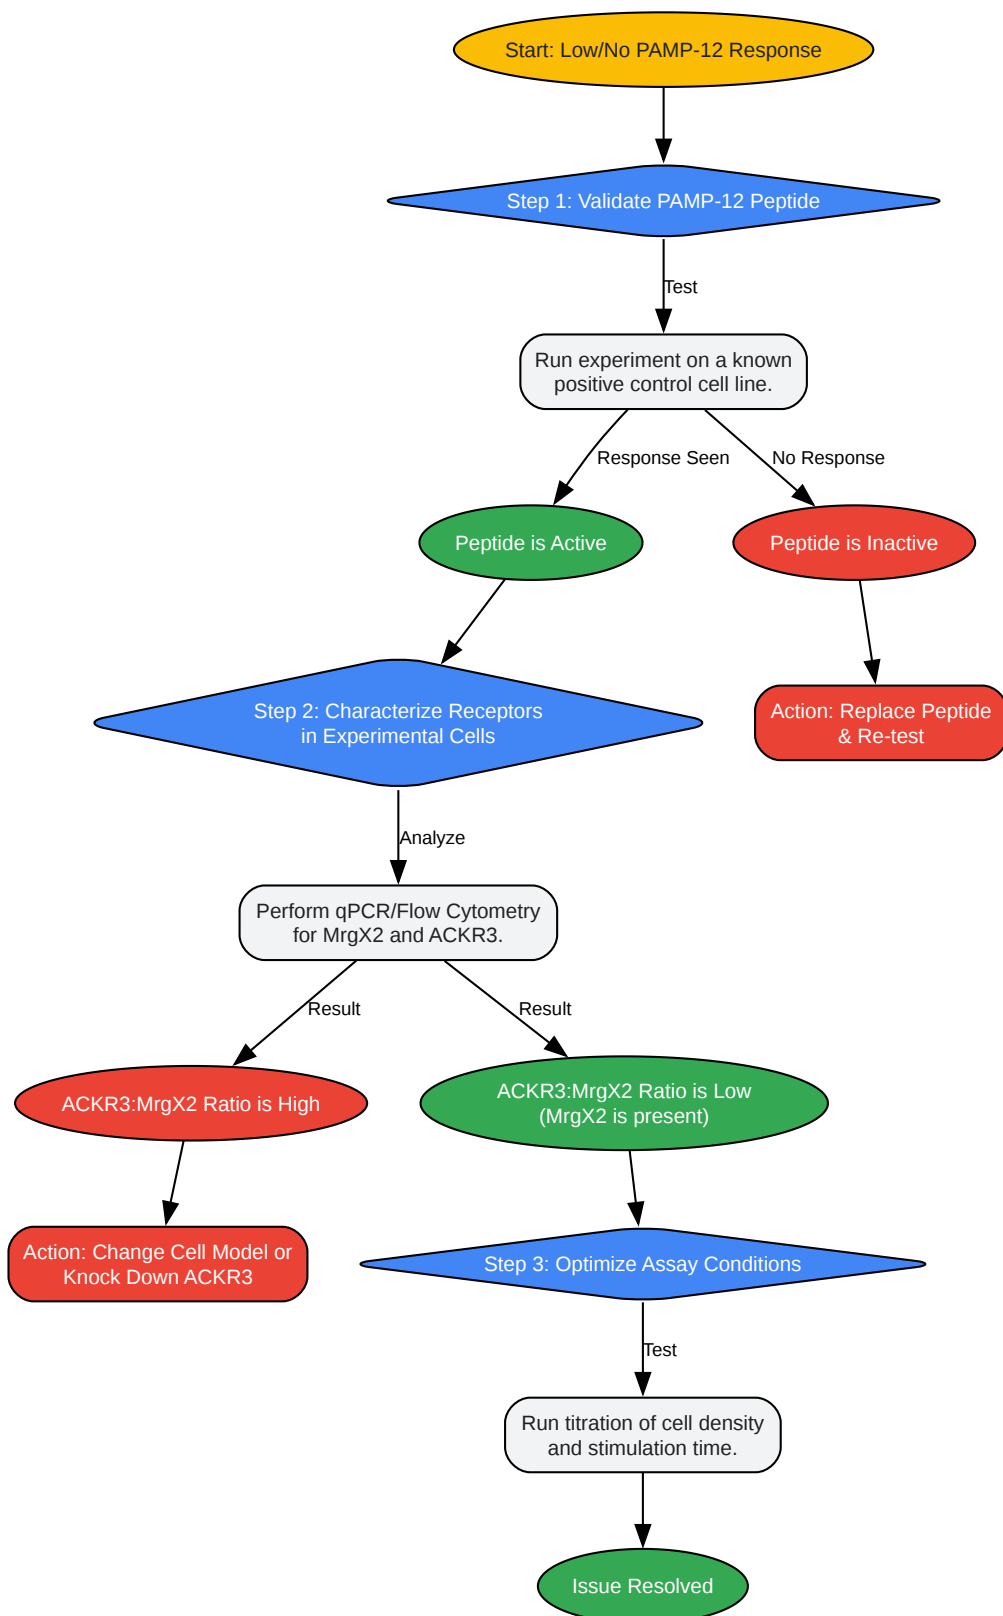 Start: Low/No PAMP-12 Response
Step 1: Validate PAMP-12 Peptide
Test
Run experiment on a known
positive control cell line.
Response Seen
No Response
Peptide is Active
Peptide is Inactive
Step 2: Characterize Receptors
in Experimental Cells
Action: Replace Peptide
& Re-test
Analyze
Perform qPCR/Flow Cytometry
for MrgX2 and ACKR3.
Result
Result
ACKR3:MrgX2 Ratio is High
ACKR3:MrgX2 Ratio is Low
(MrgX2 is present)
Action: Change Cell Model or
Knock Down ACKR3
Step 3: Optimize Assay Conditions
Test
Run titration of cell density
and stimulation time.
Issue Resolved